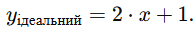 yідеальний = 2 · x + 1.